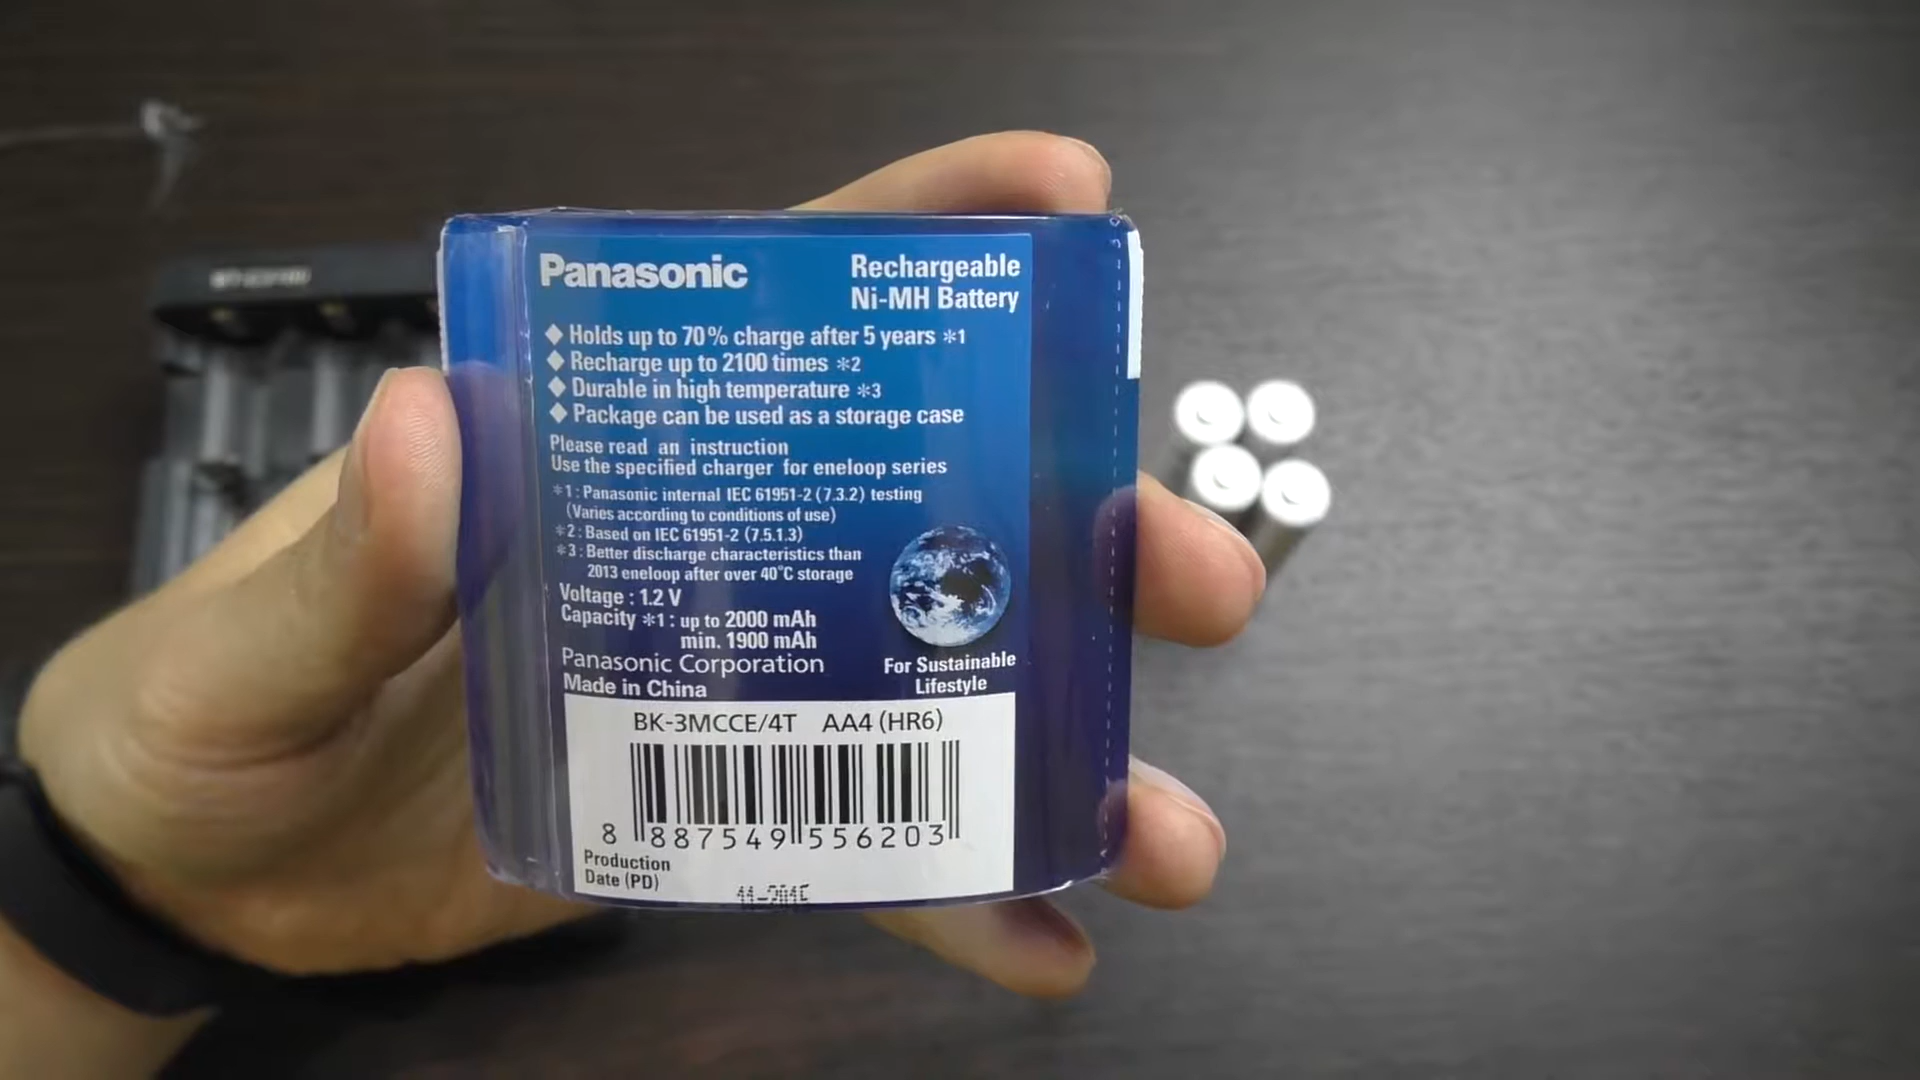 Panasonic
Rechargeable
Ni-MH Battery
◆ Holds up to 70% charge after 5 years *1
◆ Recharge up to 2100 times *2
◆ Durable in high temperature *3
◆ Package can be used as a storage case
Please read an instruction
Use the specified charger for eneloop series
*1: Panasonic internal IEC 61951-2 (7.3.2) testing
(Varies according to conditions of use)
*2: Based on IEC 61951-2 (7.5.1.3)
*3: Better discharge characteristics than
2013 eneloop after over 40°C storage
Voltage : 1.2 V
Capacity *1: up to 2000 mAh
min. 1900 mAh
Panasonic Corporation
Made in China
For Sustainable
Lifestyle
BK-3MCCE/4T AA4 (HR6)
8 887549 556203
Production
Date (PD)
11-2015